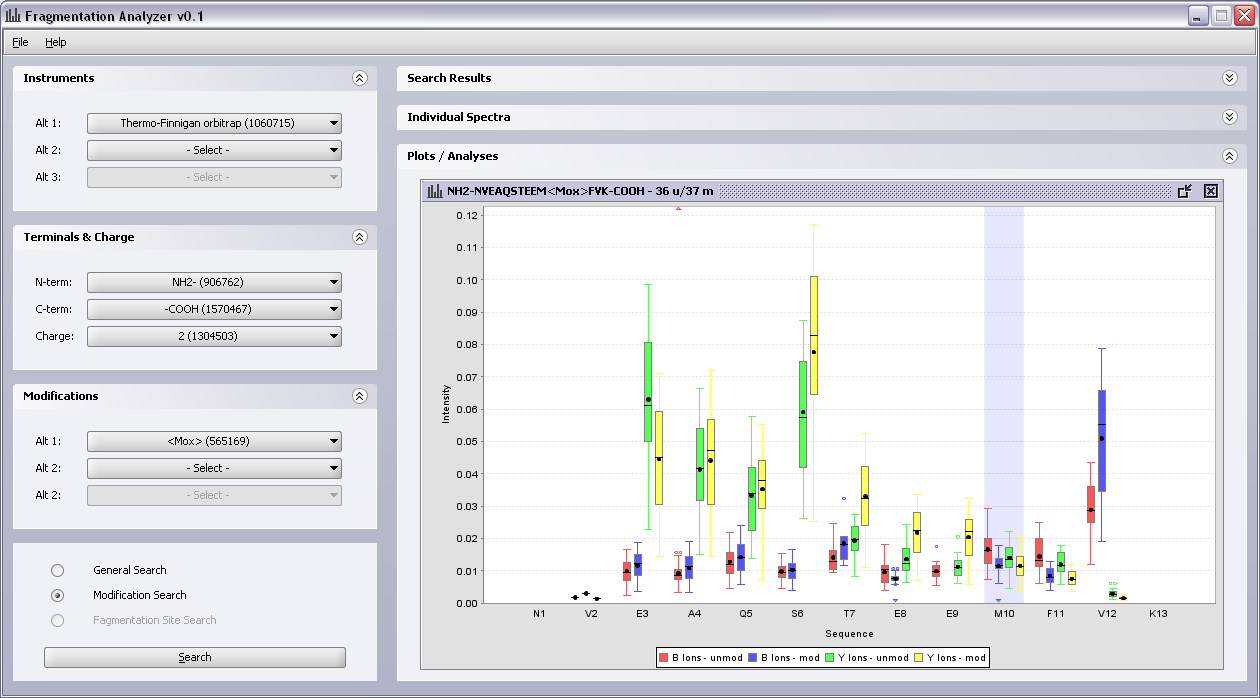 Fragmentation Analyzer v0.1
File Help
Instruments
Alt 1: Thermo-Finnigan orbitrap (1060715)
Alt 2: - Select -
Alt 3: - Select -
Terminals & Charge
N-term: NH2- (906762)
C-term: -COOH (1570467)
Charge: 2 (1304503)
Modifications
Alt 1: <Mox> (565169)
Alt 2: - Select -
Alt 2: - Select -
General Search
Modification Search
Fagmentation Site Search
Search
Search Results
Individual Spectra
Plots / Analyses
NH2-NVEAQSTEEM<Mox>FVK-COOH - 36 u/37 m
0.12
0.11
0.10
0.09
0.08
0.07
0.06
0.05
0.04
0.03
0.02
0.01
0.00
Intensity
N1 V2 E3 A4 Q5 S6 T7 E8 E9 M10 F11 V12 K13
Sequence
B Ions - unmod B Ions - mod Y Ions - unmod Y Ions - mod